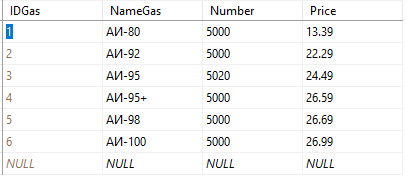 IDGas NameGas Number Price
1 АИ-80 5000 13.39
2 АИ-92 5000 22.29
3 АИ-95 5020 24.49
4 АИ-95+ 5000 26.59
5 АИ-98 5000 26.69
6 АИ-100 5000 26.99
NULL NULL NULL NULL